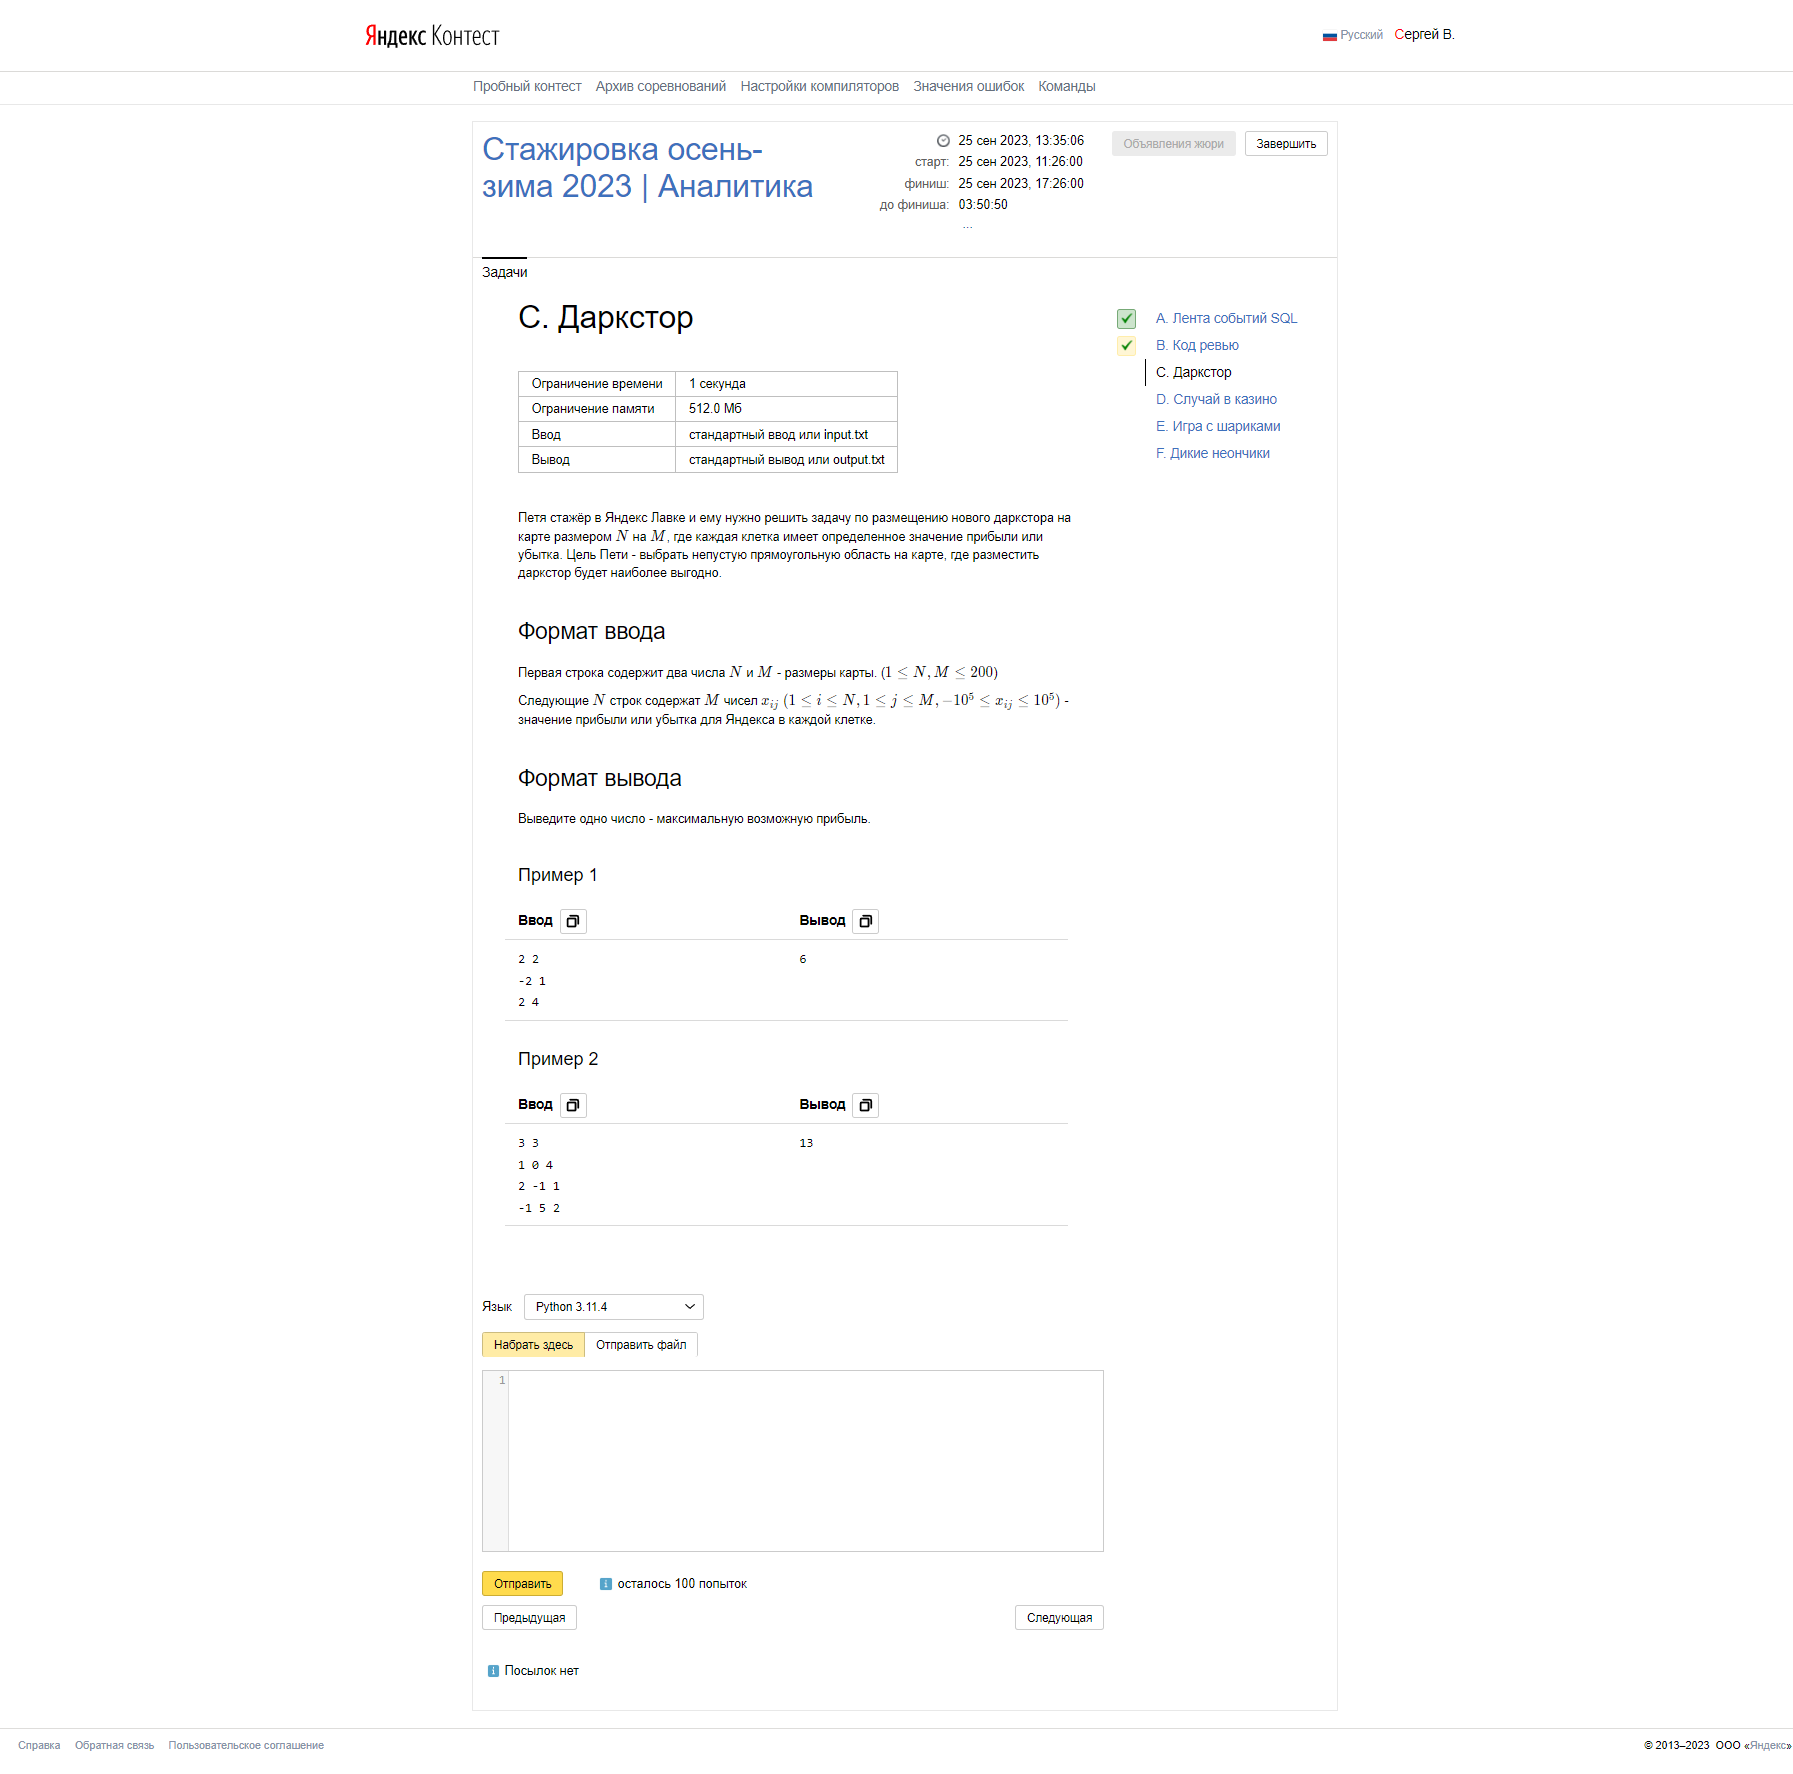 Яндекс Контест
Русский Сергей В.
Пробный контест Архив соревнований Настройки компиляторов Значения ошибок Команды
Стажировка осень-
зима 2023 | Аналитика
25 сен 2023, 13:35:06
старт: 25 сен 2023, 11:26:00
финиш: 25 сен 2023, 17:26:00
до финиша: 03:50:50
...
Объявления жюри Завершить
Задачи
C. Даркстор
Ограничение времени 1 секунда
Ограничение памяти 512.0 Мб
Ввод стандартный ввод или input.txt
Вывод стандартный вывод или output.txt
A. Лента событий SQL
B. Код ревью
C. Даркстор
D. Случай в казино
E. Игра с шариками
F. Дикие неончики
Петя стажёр в Яндекс Лавке и ему нужно решить задачу по размещению нового даркстора на
карте размером N на M, где каждая клетка имеет определенное значение прибыли или
убытка. Цель Пети - выбрать непустую прямоугольную область на карте, где разместить
даркстор будет наиболее выгодно.
Формат ввода
Первая строка содержит два числа N и M - размеры карты. (1 ≤ N, M ≤ 200)
Следующие N строк содержат M чисел x_{ij} (1 ≤ i ≤ N, 1 ≤ j ≤ M, −10^5 ≤ x_{ij} ≤ 10^5) -
значение прибыли или убытка для Яндекса в каждой клетке.
Формат вывода
Выведите одно число - максимальную возможную прибыль.
Пример 1
Ввод Вывод
2 2 6
-2 1
2 4
Пример 2
Ввод Вывод
3 3 13
1 0 4
2 -1 1
-1 5 2
Язык Python 3.11.4
Набрать здесь Отправить файл
1
Отправить осталось 100 попыток
Предыдущая Следующая
Посылок нет
Справка Обратная связь Пользовательское соглашение
© 2013–2023 ООО «Яндекс»